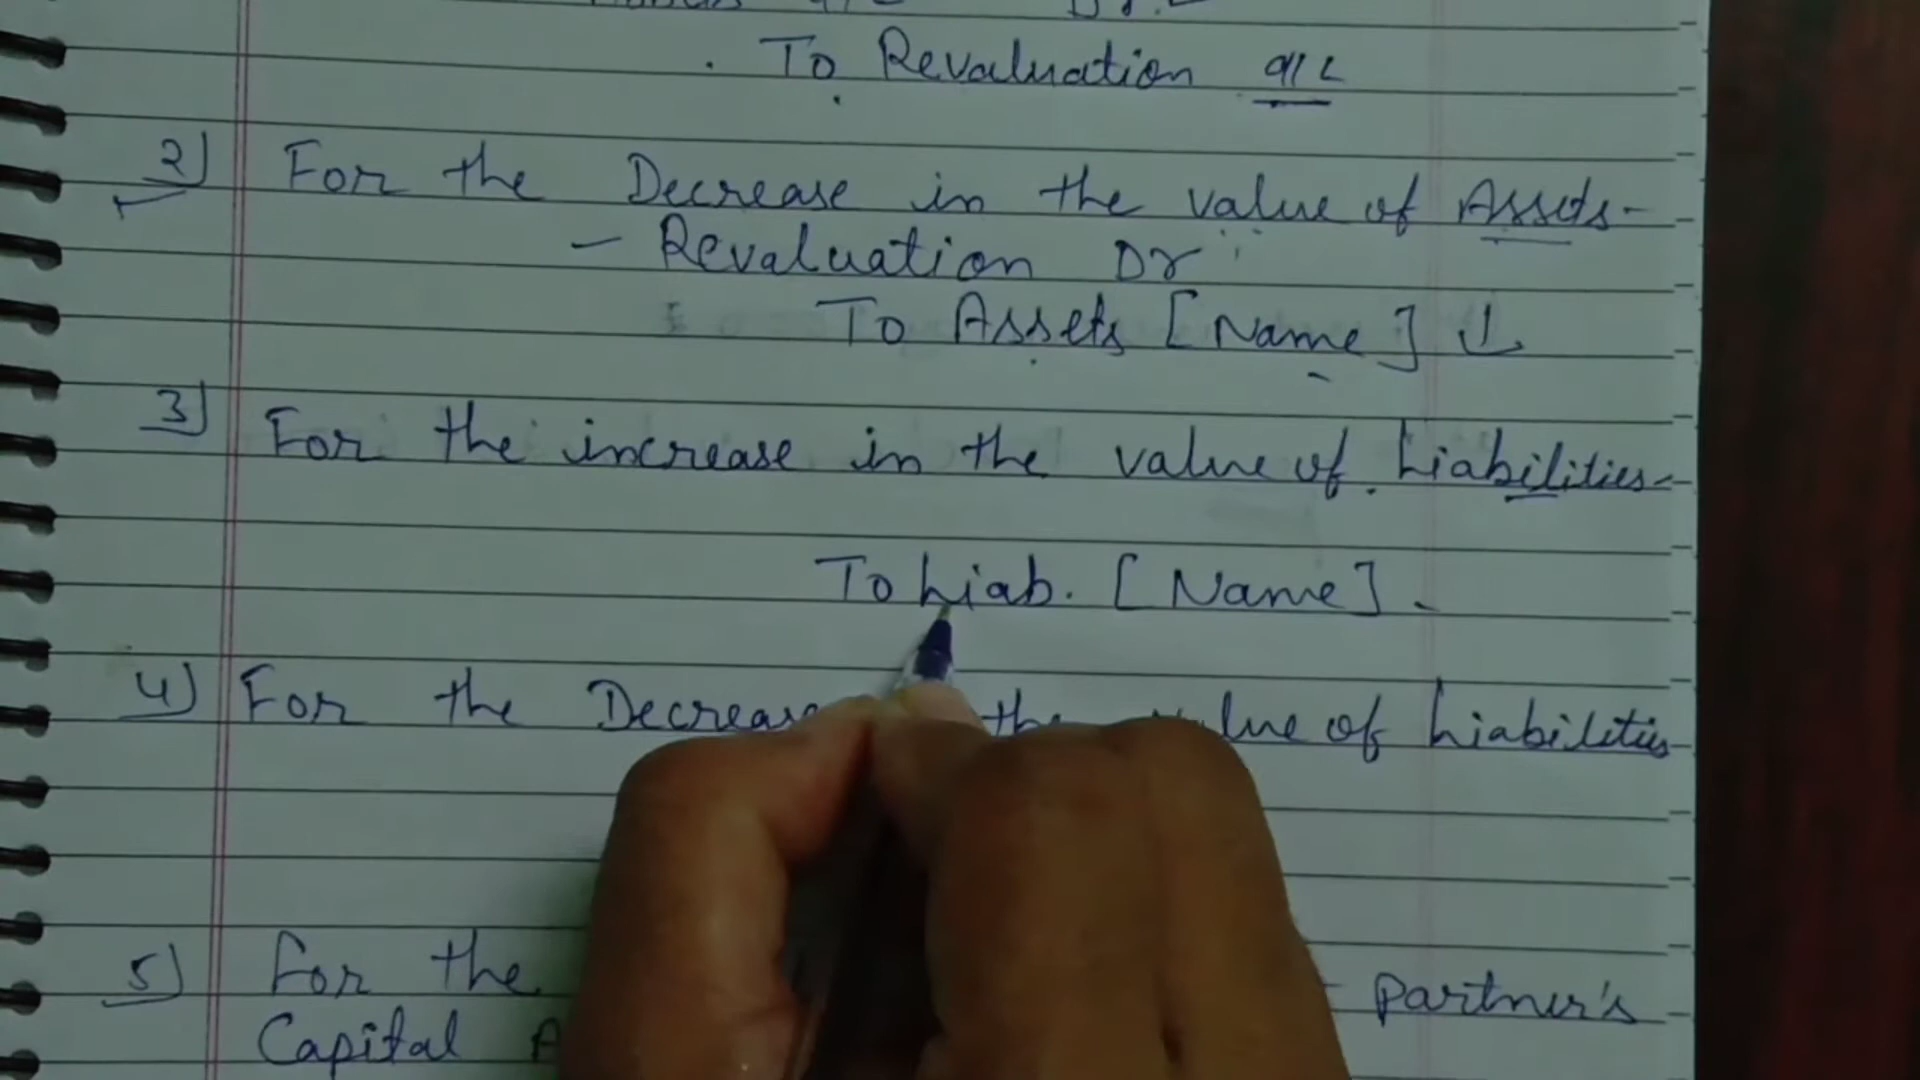 To Revaluation a/c
2) For the Decrease in the value of Assets-
- Revaluation Dr
To Assets [Name] ↓
3) For the increase in the value of Liabilities-
To Liab. [Name].
4) For the Decrease the value of Liabilities
5) For the Partner's
Capital A